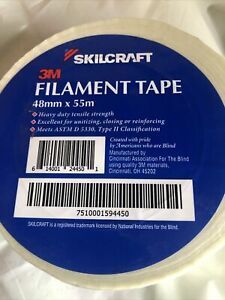 SKILCRAFT
3M
FILAMENT TAPE
48mm x 55m
• Heavy duty tensile strength
• Excellent for unitizing, closing or reinforcing
• Meets ASTM D 5330, Type II Classification
Created with pride
by Americans who are Blind
Manufactured by
Cincinnati Association For The Blind
using quality 3M materials,
Cincinnati, OH 45202
6 14001 24450 1
7510001594450
SKILCRAFT is a registered trademark licensed by National Industries for the Blind.